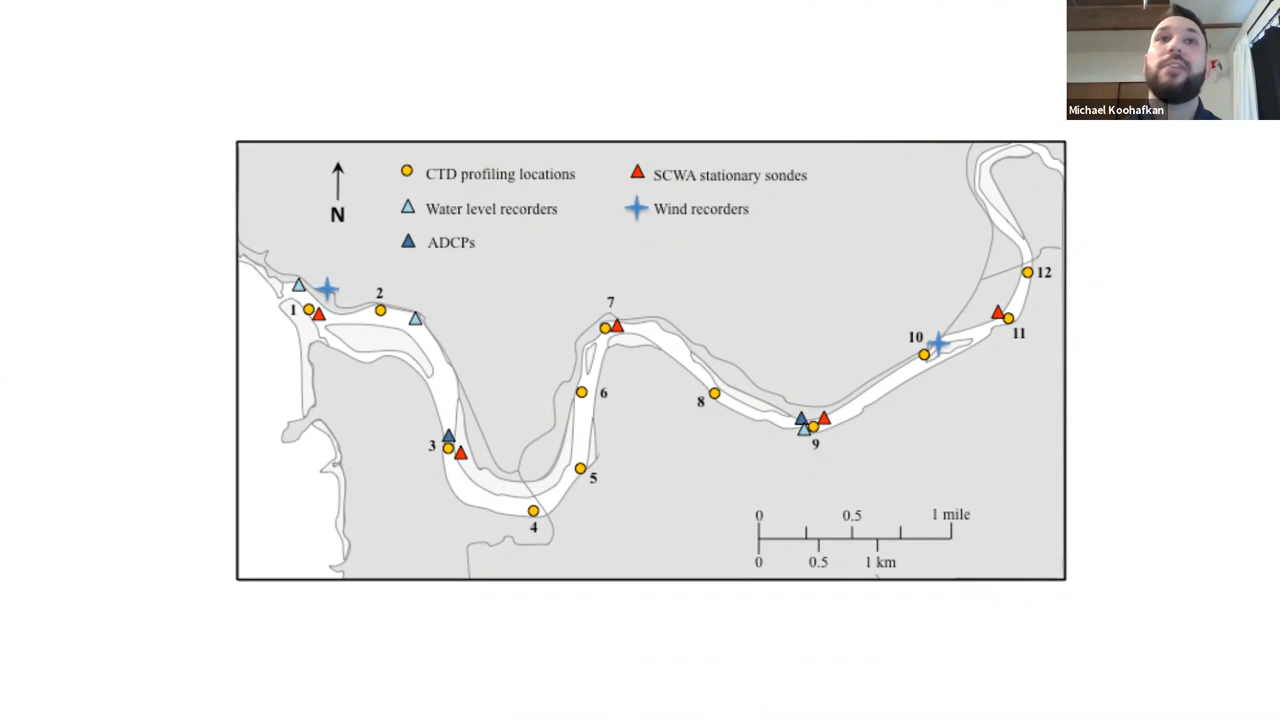 Michael Koohafkan
CTD profiling locations
SCWA stationary sondes
N
Water level recorders
Wind recorders
ADCPs
12
2
7
1
10
11
6
8
3
9
5
4
0 0.5 1 mile
0 0.5 1 km